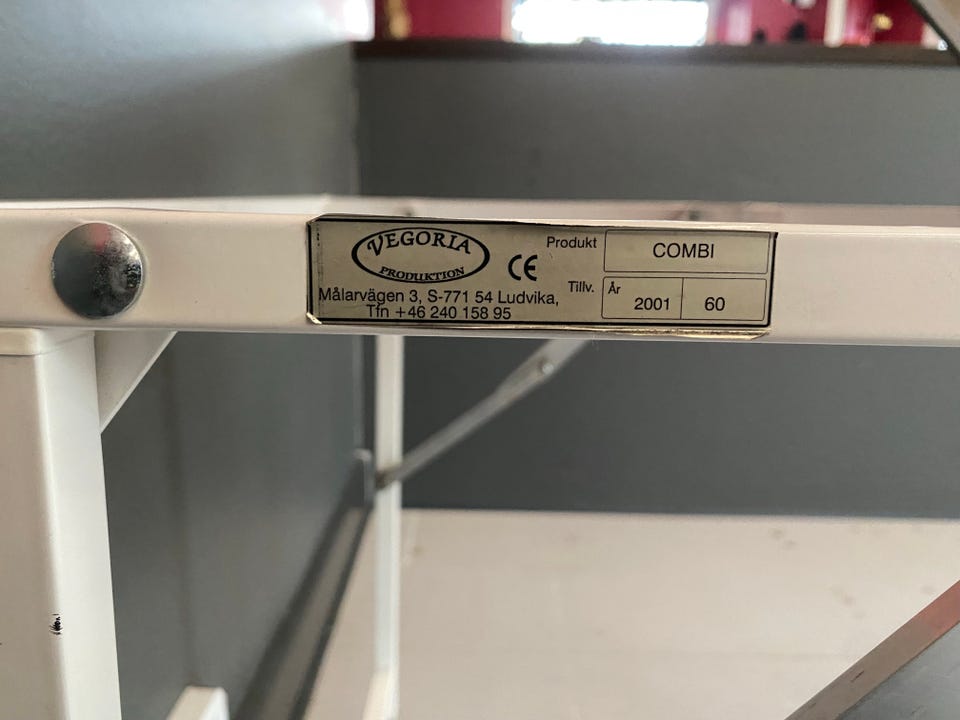 VEGORIA
PRODUKTION
CE
Produkt COMBI
Tillv. År 2001 60
Målarvägen 3, S-771 54 Ludvika,
Tfn +46 240 158 95